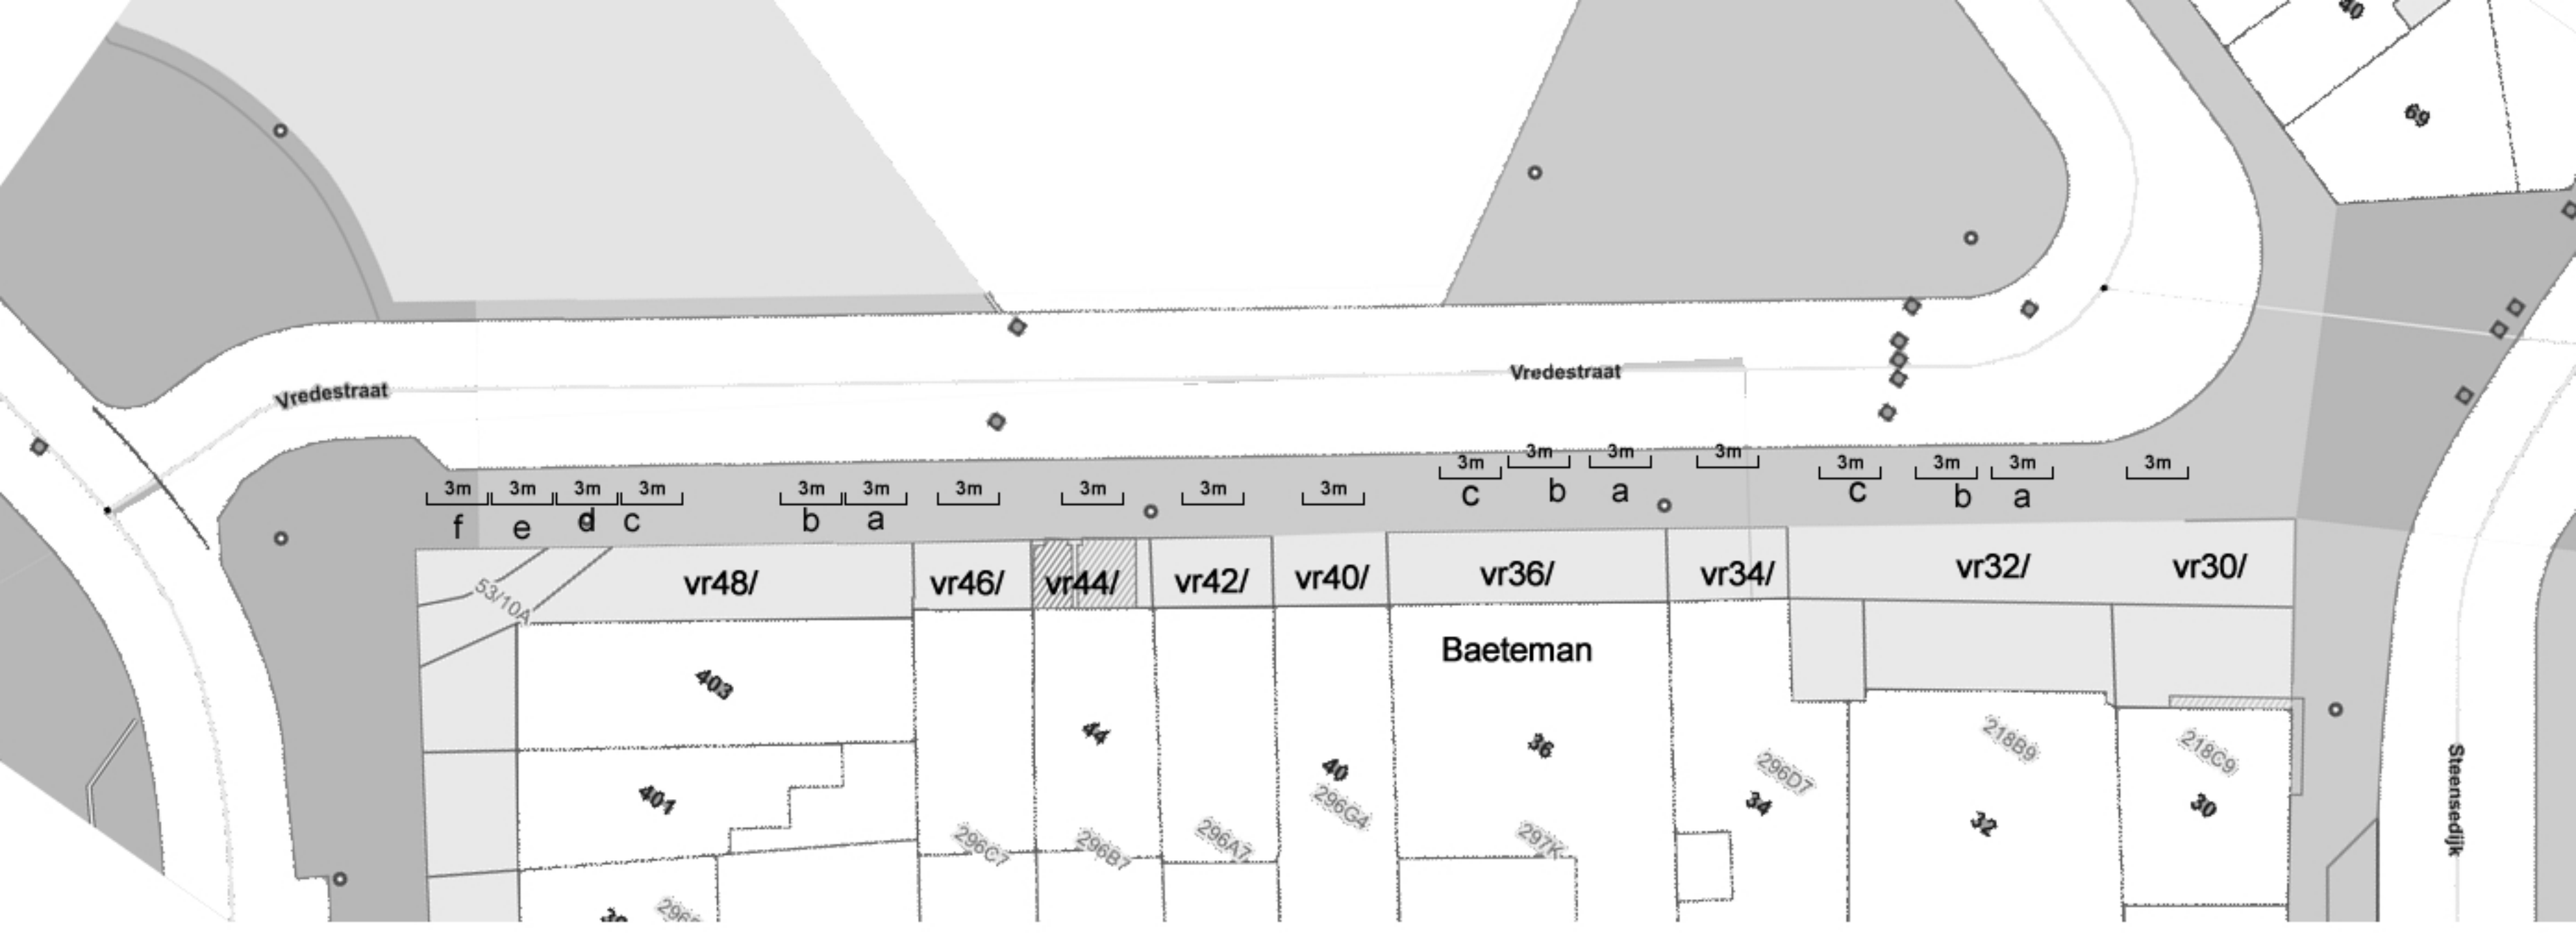 40
69
Vredestraat
Vredestraat
3m 3m 3m 3m 3m 3m 3m 3m 3m 3m 3m 3m 3m 3m 3m 3m 3m 3m
f e d c b a c b a c b a
53/10A
vr48/ vr46/ vr44/ vr42/ vr40/ vr36/ vr34/ vr32/ vr30/
Baeteman
403
44
36
40
401
34
32
30
296D7
218B9
218C9
296G4
296C7
296B7
296A7
297K
Steensedijk